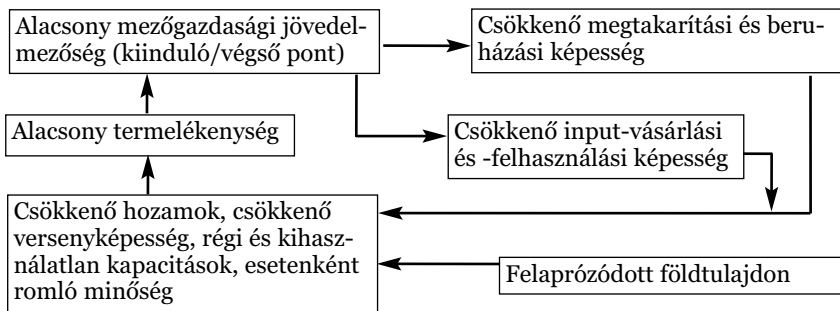 Alacsony mezőgazdasági jövedel-
mezőség (kiinduló/végső pont)
Csökkenő megtakarítási és beru-
házási képesség
Alacsony termelékenység
Csökkenő input-vásárlási
és -felhasználási képesség
Csökkenő hozamok, csökkenő
versenyképesség, régi és kihasz-
nálatlan kapacitások, esetenként
romló minőség
Felaprózódott földtulajdon